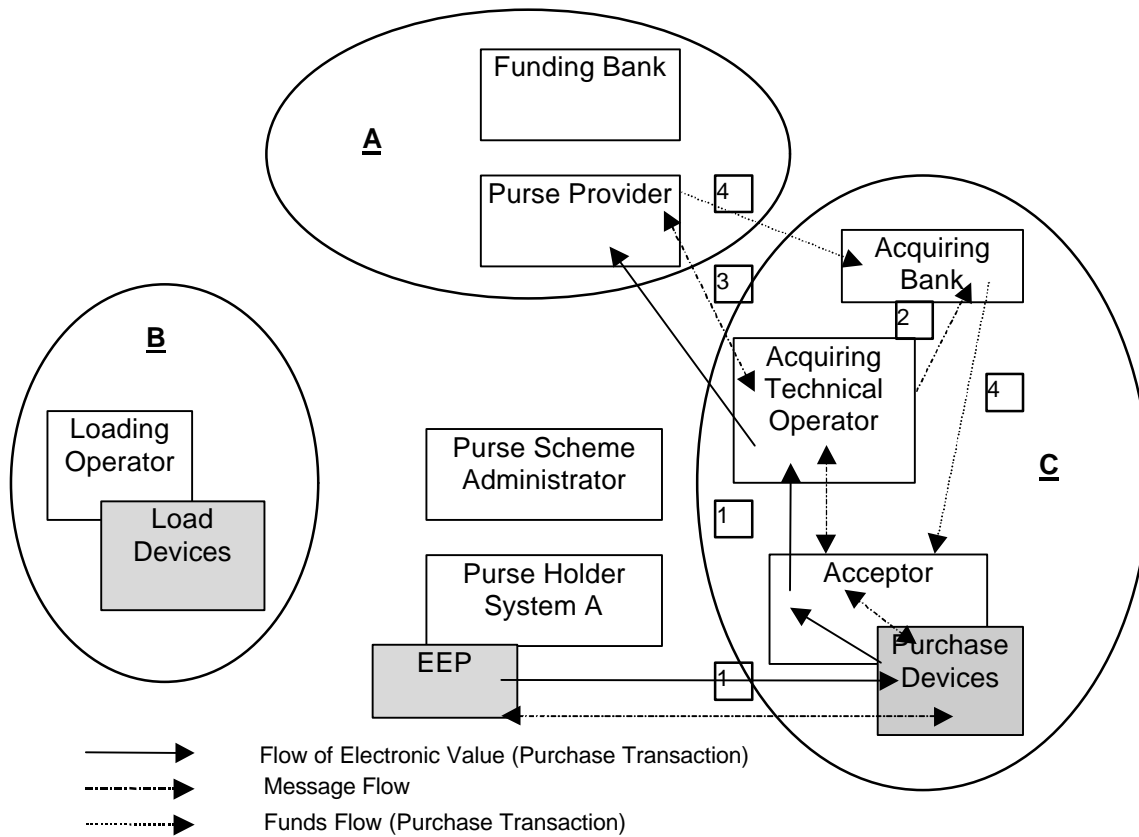 Funding Bank
A
Purse Provider
4
Acquiring
Bank
3
2
B
Acquiring
Technical
Operator
4
Loading
Operator
Purse Scheme
Administrator
C
Load
Devices
1
Purse Holder
System A
Acceptor
EEP
Purchase
Devices
1
Flow of Electronic Value (Purchase Transaction)
Message Flow
Funds Flow (Purchase Transaction)